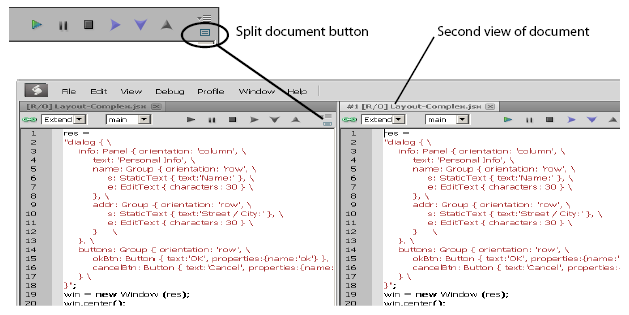 Split document button
Second view of document
File Edit View Debug Profile Window Help
[R/O] Layout-Complex.jsx
#1 [R/O] Layout-Complex.jsx
Extend main
Extend main
1 res =
2 "dialog { \
3 info: Panel { orientation: 'column', \
4 text: 'Personal Info', \
5 name: Group { orientation: 'row', \
6 s: StaticText { text:'Name:' }, \
7 e: EditText { characters: 30 } \
8 }, \
9 addr: Group { orientation: 'row', \
10 s: StaticText { text:'Street / City:' }, \
11 e: EditText { characters: 30 } \
12 } \
13 }, \
14 buttons: Group { orientation: 'row', \
15 okBtn: Button { text:'OK', properties:{name:'ok'} }, \
16 cancelBtn: Button { text:'Cancel', properties:{name:
17 } \
18 }";
19 win = new Window (res);
20 win.center();
1 res =
2 "dialog { \
3 info: Panel { orientation: 'column', \
4 text: 'Personal Info', \
5 name: Group { orientation: 'row', \
6 s: StaticText { text:'Name:' }, \
7 e: EditText { characters: 30 } \
8 }, \
9 addr: Group { orientation: 'row', \
10 s: StaticText { text:'Street / City:' }, \
11 e: EditText { characters: 30 } \
12 } \
13 }, \
14 buttons: Group { orientation: 'row', \
15 okBtn: Button { text:'OK', properties:{name:
16 cancelBtn: Button { text:'Cancel', properties
17 } \
18 }";
19 win = new Window (res);
20 win.center();